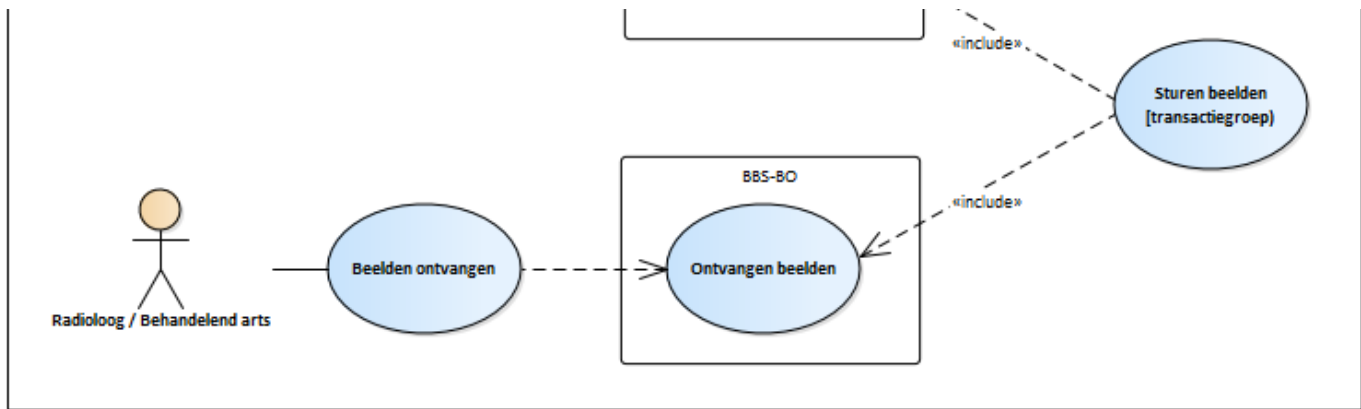 «include»
Sturen beelden
[transactiegroep)
BBS-BO
«include»
Beelden ontvangen
Ontvangen beelden
Radioloog / Behandelend arts